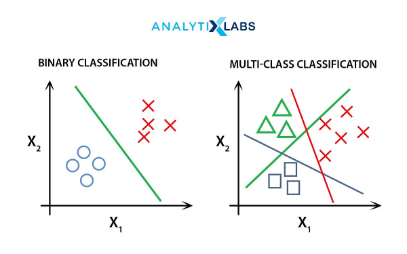 ANALYTIXLABS
BINARY CLASSIFICATION
X2
X1
MULTI-CLASS CLASSIFICATION
X2
X1